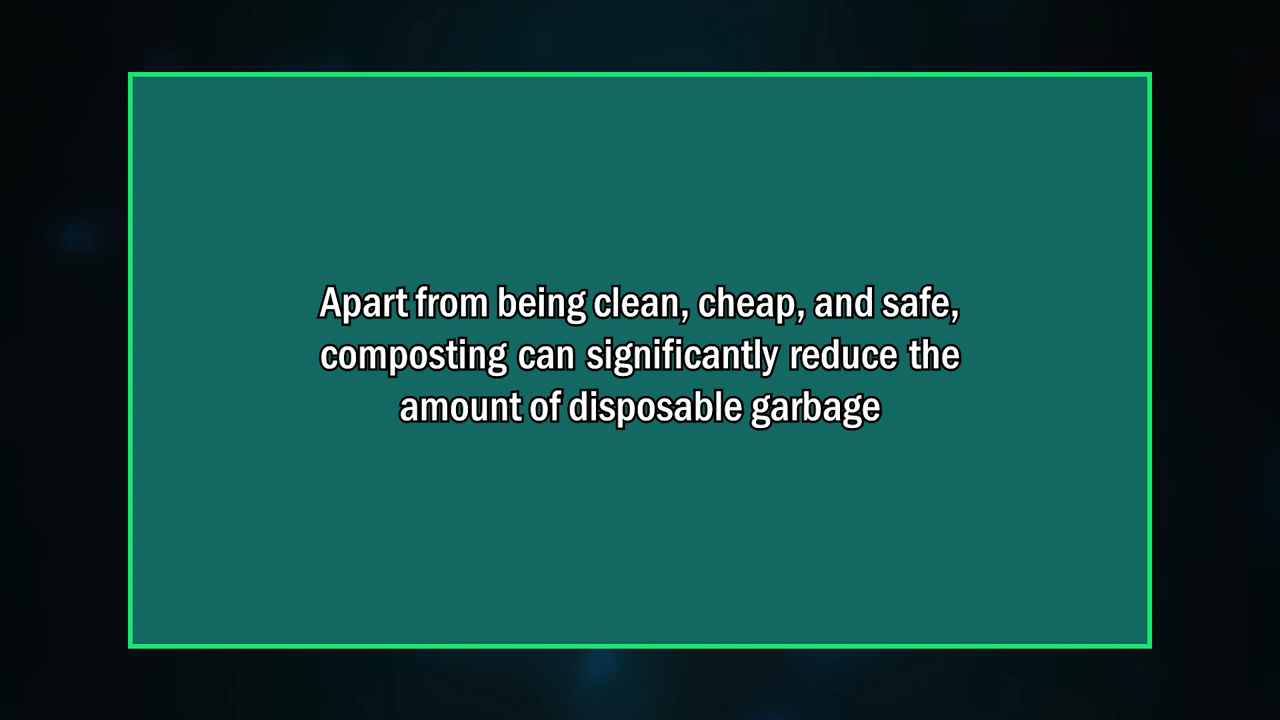 Apart from being clean, cheap, and safe,
composting can significantly reduce the
amount of disposable garbage